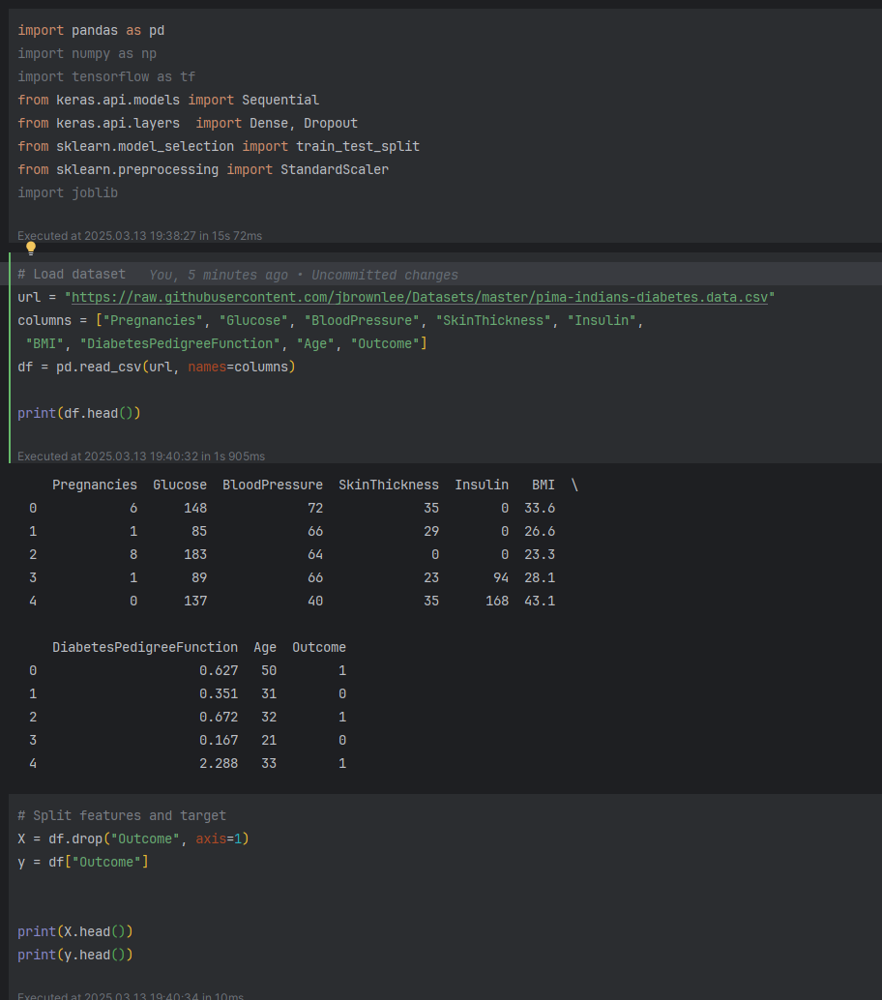 import pandas as pd
import numpy as np
import tensorflow as tf
from keras.api.models import Sequential
from keras.api.layers  import Dense, Dropout
from sklearn.model_selection import train_test_split
from sklearn.preprocessing import StandardScaler
import joblib
Executed at 2025.03.13 19:38:27 in 15s 72ms
# Load dataset   You, 5 minutes ago • Uncommitted changes
url = "https://raw.githubusercontent.com/jbrownlee/Datasets/master/pima-indians-diabetes.data.csv"
columns = ["Pregnancies", "Glucose", "BloodPressure", "SkinThickness", "Insulin",
 "BMI", "DiabetesPedigreeFunction", "Age", "Outcome"]
df = pd.read_csv(url, names=columns)
print(df.head())
Executed at 2025.03.13 19:40:32 in 1s 905ms
   Pregnancies  Glucose  BloodPressure  SkinThickness  Insulin   BMI  \
0            6      148             72             35        0  33.6
1            1       85             66             29        0  26.6
2            8      183             64              0        0  23.3
3            1       89             66             23       94  28.1
4            0      137             40             35      168  43.1
   DiabetesPedigreeFunction  Age  Outcome
0                     0.627   50        1
1                     0.351   31        0
2                     0.672   32        1
3                     0.167   21        0
4                     2.288   33        1
# Split features and target
X = df.drop("Outcome", axis=1)
y = df["Outcome"]
print(X.head())
print(y.head())
Executed at 2025.03.13 19:40:34 in 10ms